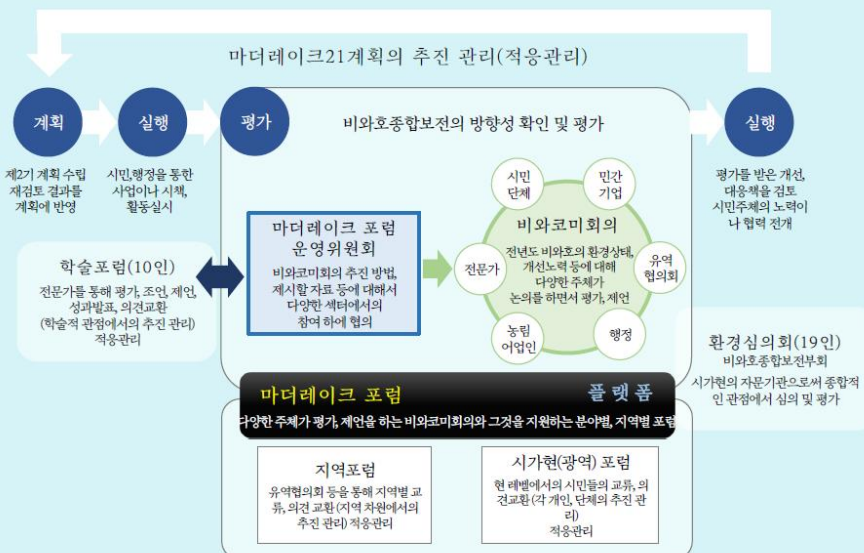 마더레이크21계획의 추진 관리(적응관리)
계획
실행
평가
비와호종합보전의 방향성 확인 및 평가
실행
제2기 계획 수립
재검토 결과를
계획에 반영
시민,행정을 통한
사업이나 시책,
활동실시
평가를 받은 개선,
대응책을 검토
시민주체의 노력이
나 협력 전개
마더레이크 포럼
운영위원회
비와코미회의의 추진 방법,
제시할 자료 등에 대해서
다양한 섹터에서의
참여 하에 협의
시민
단체
민간
기업
전문가
유역
협의회
농림
어업인
행정
비와코미회의
전년도 비와호의 환경상태,
개선노력 등에 대해
다양한 주체가
논의를 하면서 평가, 제언
학술포럼(10인)
전문가를 통해 평가, 조언, 제언,
성과발표, 의견교환
(학술적 관점에서의 추진 관리)
적응관리
환경심의회(19인)
비와호종합보전부회
시가현의 자문기관으로써 종합적
인 관점에서 심의 및 평가
마더레이크 포럼
플랫폼
다양한 주체가 평가, 제언을 하는 비와코미회의와 그것을 지원하는 분야별, 지역별 포럼
지역포럼
유역협의회 등을 통해 지역별 교
류, 의견 교환 (지역 차원에서의
추진 관리) 적응관리
시가현(광역) 포럼
현 레벨에서의 시민들의 교류, 의
견교환 (각 개인, 단체의 추진 관
리)
적응관리